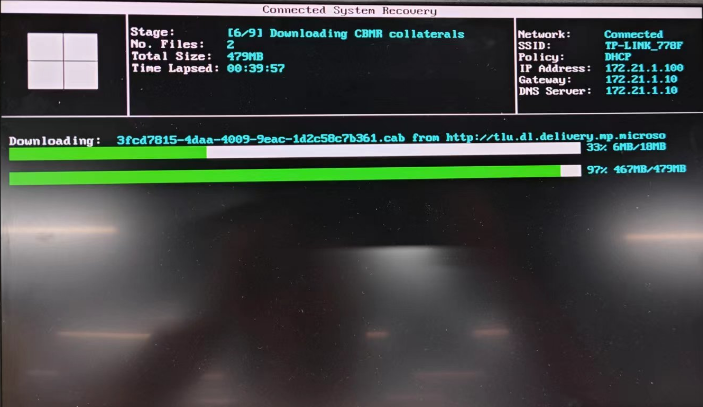 Connected System Recovery
Stage: [6/9] Downloading CBMR collaterals
No. Files: 2
Total Size: 479MB
Time Lapsed: 00:39:57
Network: Connected
SSID: TP-LINK_778F
Policy: DHCP
IP Address: 172.21.1.100
Gateway: 172.21.1.10
DNS Server: 172.21.1.10
Downloading: 3fcd7815-4daa-4009-9eac-1d2c58c7b361.cab from http://tlu.dl.delivery.mp.microso
33% 6MB/18MB
97% 467MB/479MB